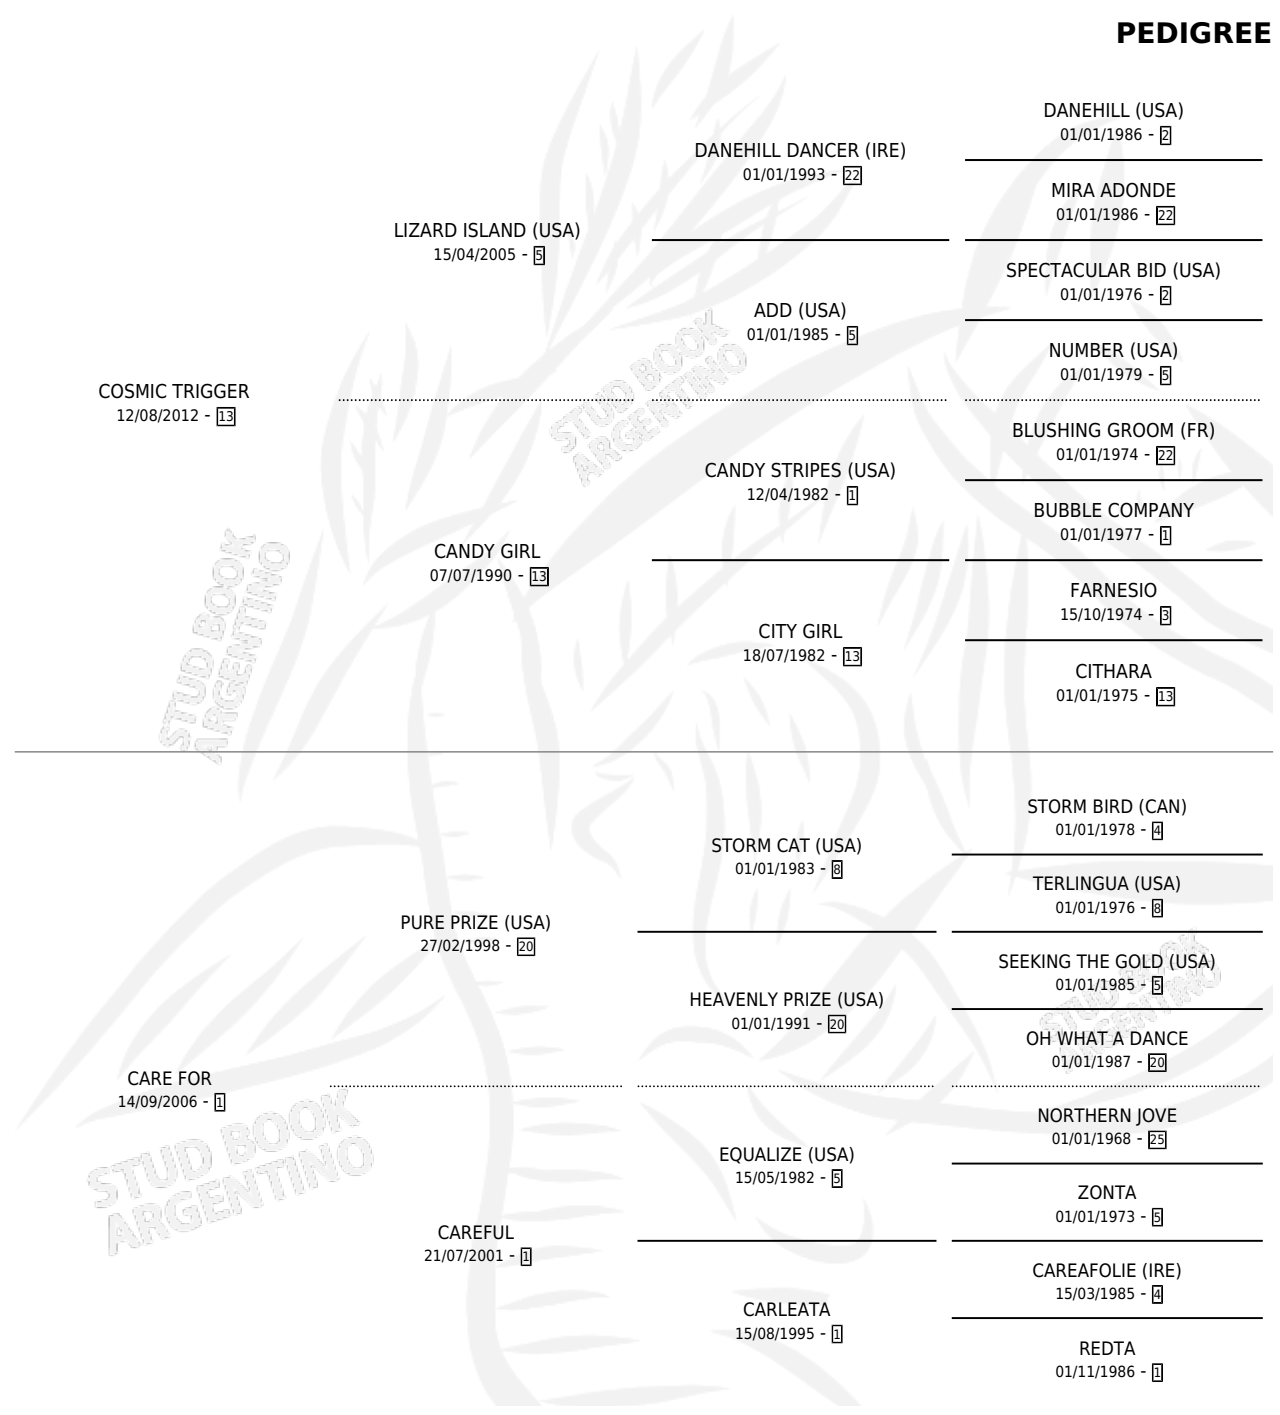 PEDIGREE
DANEHILL (USA)
01/01/1986 - 2
DANEHILL DANCER (IRE)
01/01/1993 - 22
MIRA ADONDE
01/01/1986 - 22
LIZARD ISLAND (USA)
15/04/2005 - 5
SPECTACULAR BID (USA)
01/01/1976 - 2
ADD (USA)
01/01/1985 - 5
NUMBER (USA)
01/01/1979 - 5
COSMIC TRIGGER
12/08/2012 - 13
BLUSHING GROOM (FR)
01/01/1974 - 22
CANDY STRIPES (USA)
12/04/1982 - 1
BUBBLE COMPANY
01/01/1977 - 1
CANDY GIRL
07/07/1990 - 13
FARNESIO
15/10/1974 - 3
CITY GIRL
18/07/1982 - 13
CITHARA
01/01/1975 - 13
STORM BIRD (CAN)
01/01/1978 - 4
STORM CAT (USA)
01/01/1983 - 8
TERLINGUA (USA)
01/01/1976 - 8
PURE PRIZE (USA)
27/02/1998 - 20
SEEKING THE GOLD (USA)
01/01/1985 - 5
HEAVENLY PRIZE (USA)
01/01/1991 - 20
OH WHAT A DANCE
01/01/1987 - 20
CARE FOR
14/09/2006 - 1
NORTHERN JOVE
01/01/1968 - 25
EQUALIZE (USA)
15/05/1982 - 5
ZONTA
01/01/1973 - 5
CAREFUL
21/07/2001 - 1
CAREAFOLIE (IRE)
15/03/1985 - 4
CARLEATA
15/08/1995 - 1
REDTA
01/11/1986 - 1
STUD BOOK
ARGENTINO
STUD BOOK
ARGENTINO
STUD BOOK
ARGENTINO
STUD BOOK
ARGENTINO